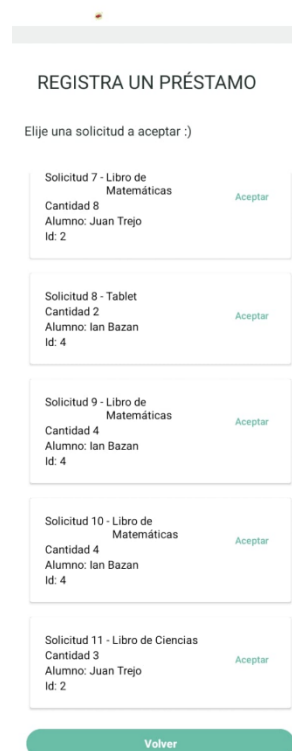 REGISTRA UN PRÉSTAMO
Elije una solicitud a aceptar :)
Solicitud 7 - Libro de
Matemáticas
Cantidad 8
Alumno: Juan Trejo
Id: 2
Aceptar
Solicitud 8 - Tablet
Cantidad 2
Alumno: Ian Bazan
Id: 4
Aceptar
Solicitud 9 - Libro de
Matemáticas
Cantidad 4
Alumno: Ian Bazan
Id: 4
Aceptar
Solicitud 10 - Libro de
Matemáticas
Cantidad 4
Alumno: Ian Bazan
Id: 4
Aceptar
Solicitud 11 - Libro de Ciencias
Cantidad 3
Alumno: Juan Trejo
Id: 2
Aceptar
Volver